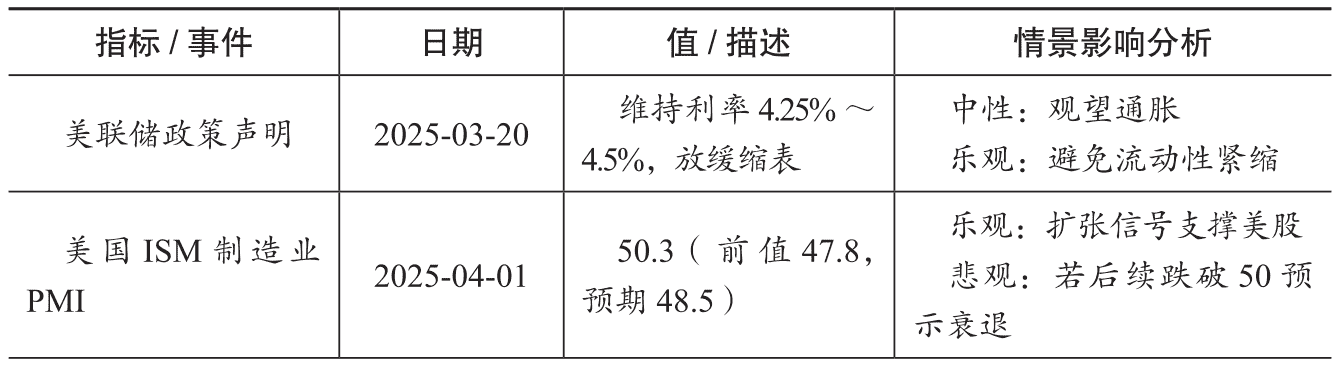 指标 / 事件
日期
值 / 描述
情景影响分析
美联储政策声明
2025-03-20
维持利率 4.25% ～
4.5%，放缓缩表
中性：观望通胀
乐观：避免流动性紧缩
美国 ISM 制造业
PMI
2025-04-01
50.3（ 前值 47.8，
预期 48.5 ）
乐观：扩张信号支撑美股
悲观：若后续跌破 50 预
示衰退